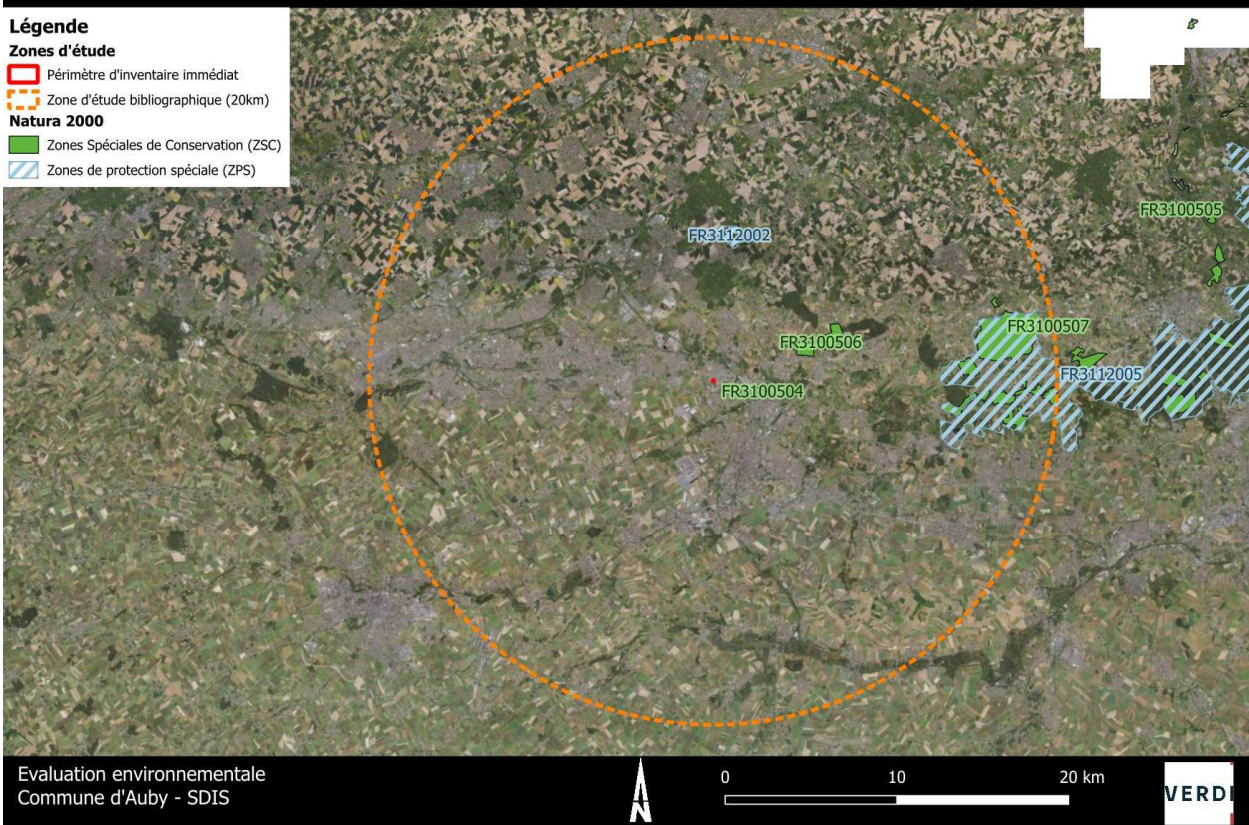 Légende
Zones d'étude
Périmètre d'inventaire immédiat
Zone d'étude bibliographique (20km)
Natura 2000
Zones Spéciales de Conservation (ZSC)
Zones de protection spéciale (ZPS)
FR3100505
FR3112002
FR3100507
FR3100506
FR3112005
FR3100504
Evaluation environnementale
Commune d'Auby - SDIS
N
0 10 20 km
VERDI